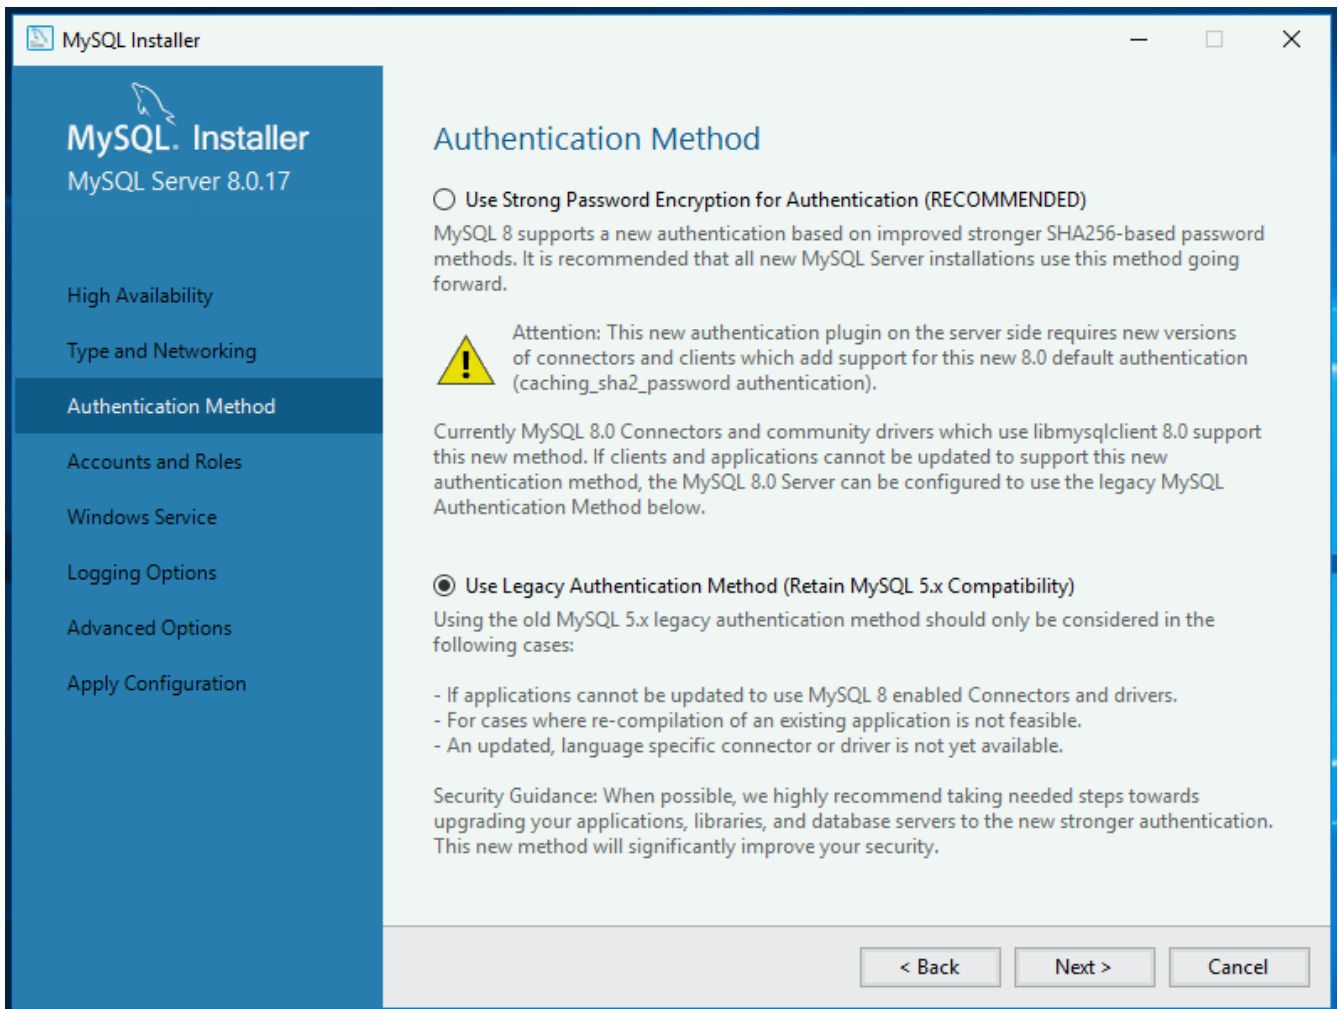 MySQL Installer
MySQL. Installer
MySQL Server 8.0.17
High Availability
Type and Networking
Authentication Method
Accounts and Roles
Windows Service
Logging Options
Advanced Options
Apply Configuration
Authentication Method
Use Strong Password Encryption for Authentication (RECOMMENDED)
MySQL 8 supports a new authentication based on improved stronger SHA256-based password
methods. It is recommended that all new MySQL Server installations use this method going
forward.
Attention: This new authentication plugin on the server side requires new versions
of connectors and clients which add support for this new 8.0 default authentication
(caching_sha2_password authentication).
Currently MySQL 8.0 Connectors and community drivers which use libmysqlclient 8.0 support
this new method. If clients and applications cannot be updated to support this new
authentication method, the MySQL 8.0 Server can be configured to use the legacy MySQL
Authentication Method below.
Use Legacy Authentication Method (Retain MySQL 5.x Compatibility)
Using the old MySQL 5.x legacy authentication method should only be considered in the
following cases:
- If applications cannot be updated to use MySQL 8 enabled Connectors and drivers.
- For cases where re-compilation of an existing application is not feasible.
- An updated, language specific connector or driver is not yet available.
Security Guidance: When possible, we highly recommend taking needed steps towards
upgrading your applications, libraries, and database servers to the new stronger authentication.
This new method will significantly improve your security.
< Back
Next >
Cancel